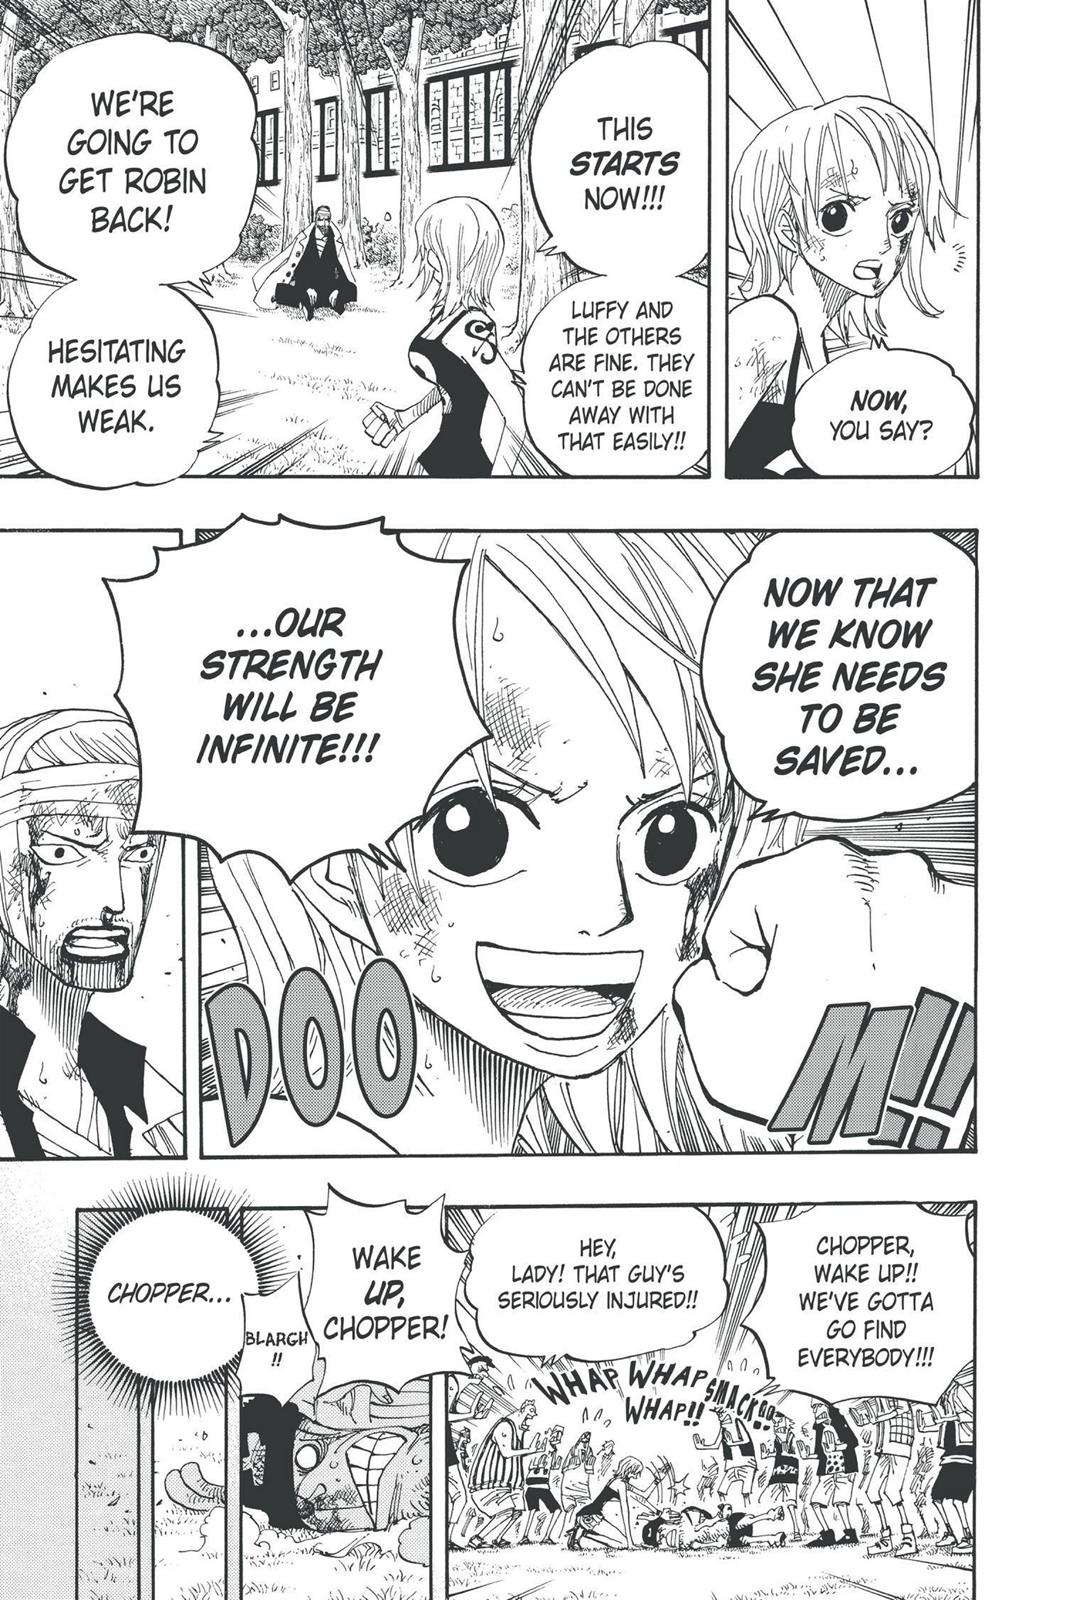 NOW,
YOU SAY?
THIS
STARTS
NOW!!!
LUFFY AND
THE OTHERS
ARE FINE. THEY
CAN'T BE DONE
AWAY WITH
THAT EASILY!!
WE'RE
GOING TO
GET ROBIN
BACK!
HESITATING
MAKES US
WEAK.
NOW THAT
WE KNOW
SHE NEEDS
TO BE
SAVED...
...OUR
STRENGTH
WILL BE
INFINITE!!!
DOOM!!
CHOPPER,
WAKE UP!!
WE'VE GOTTA
GO FIND
EVERYBODY!!!
HEY,
LADY! THAT GUY'S
SERIOUSLY INJURED!!
WHAP WHAP
WHAP!!
SMACK
WAKE
UP,
CHOPPER!
BLARGH
!!
CHOPPER...